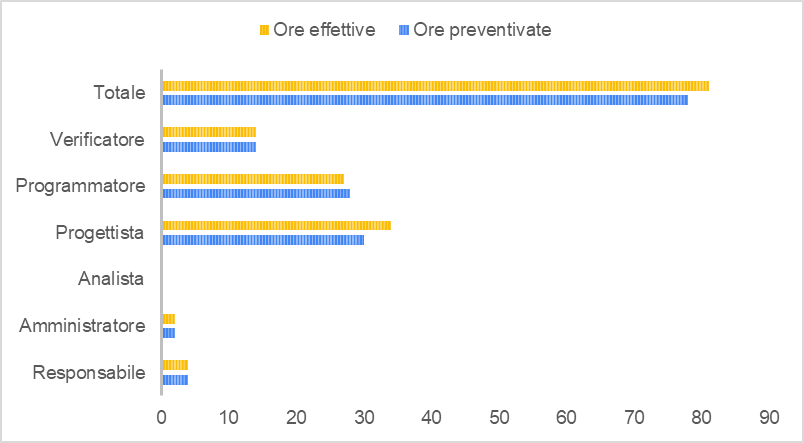 Ore effettive Ore preventivate
Totale
Verificatore
Programmatore
Progettista
Analista
Amministratore
Responsabile
0 10 20 30 40 50 60 70 80 90